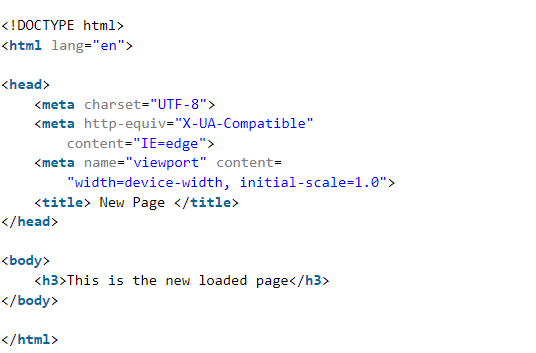 <!DOCTYPE html>
<html lang="en">
<head>
<meta charset="UTF-8">
<meta http-equiv="X-UA-Compatible"
content="IE=edge">
<meta name="viewport" content=
"width=device-width, initial-scale=1.0">
<title> New Page </title>
</head>
<body>
<h3>This is the new loaded page</h3>
</body>
</html>